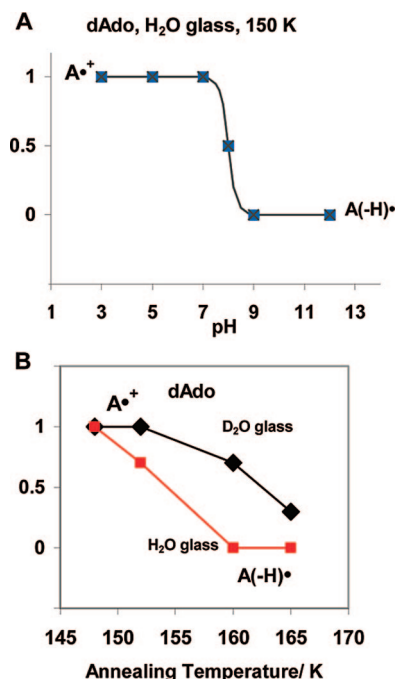 A
dAdo, H₂O glass, 150 K
A•⁺
1
0.5
0
A(-H)•
1 3 5 7 9 11 13
pH
B
A•⁺
dAdo
1
D₂O glass
0.5
H₂O glass
0
A(-H)•
145 150 155 160 165 170
Annealing Temperature/ K